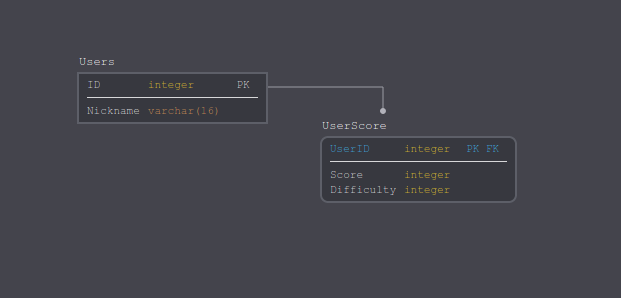 Users
ID integer PK
Nickname varchar(16)
UserScore
UserID integer PK FK
Score integer
Difficulty integer